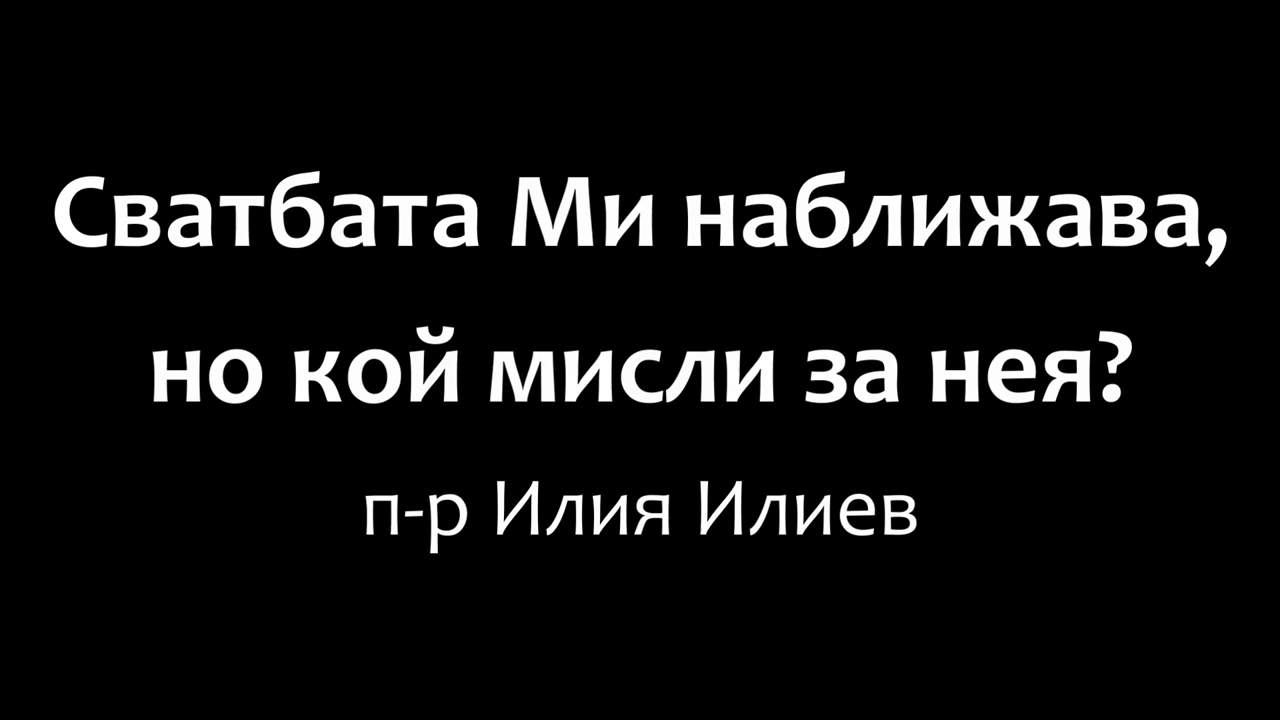 Сватбата Ми наближава,
но кой мисли за нея?
п-р Илия Илиев